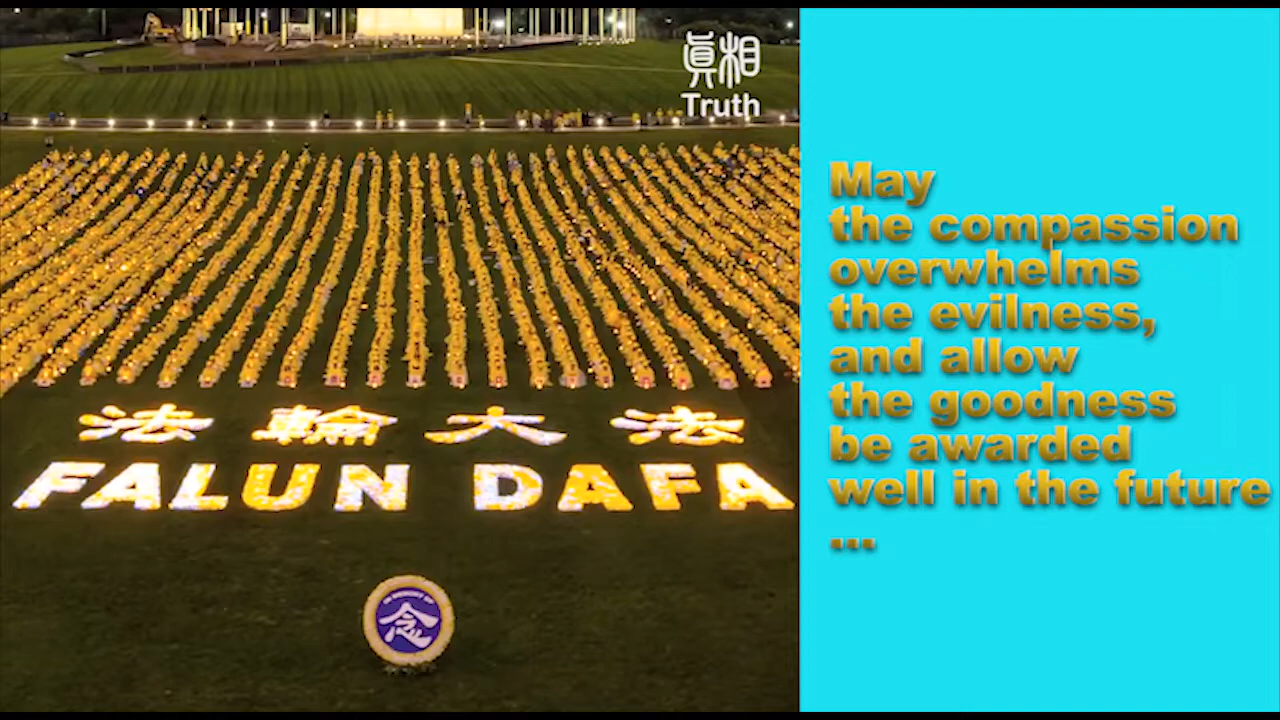 真相
Truth
法輪大法
FALUN DAFA
念
May
the compassion
overwhelms
the evilness,
and allow
the goodness
be awarded
well in the future
...